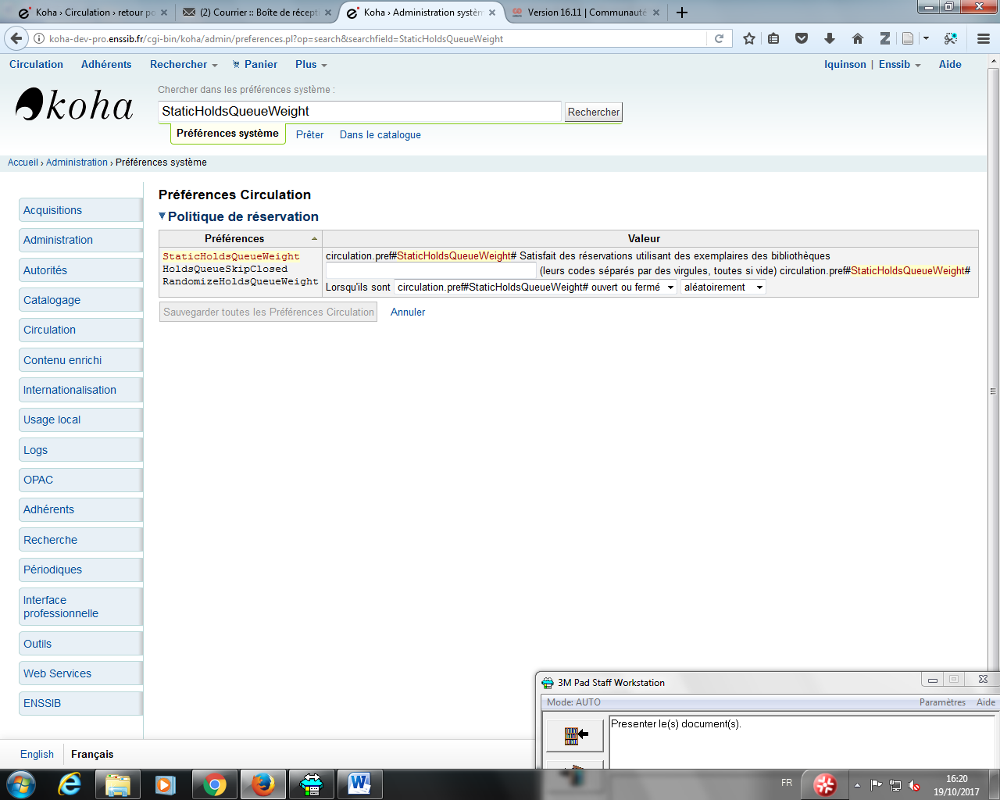 Koha › Circulation › retour po
(2) Courrier :: Boîte de récept
Koha › Administration systèm
Version 16.11 | Communauté
koha-dev-pro.enssib.fr/cgi-bin/koha/admin/preferences.pl?op=search&searchfield=StaticHoldsQueueWeight
Circulation Adhérents Rechercher Panier Plus
lquinson | Enssib Aide
koha
Chercher dans les préférences système :
StaticHoldsQueueWeight
Rechercher
Préférences système Prêter Dans le catalogue
Accueil › Administration › Préférences système
Acquisitions
Administration
Autorités
Catalogage
Circulation
Contenu enrichi
Internationalisation
Usage local
Logs
OPAC
Adhérents
Recherche
Périodiques
Interface
professionnelle
Outils
Web Services
ENSSIB
Préférences Circulation
Politique de réservation
Préférences Valeur
StaticHoldsQueueWeight
HoldsQueueSkipClosed
RandomizeHoldsQueueWeight
circulation.pref#StaticHoldsQueueWeight# Satisfait des réservations utilisant des exemplaires des bibliothèques
(leurs codes séparés par des virgules, toutes si vide) circulation.pref#StaticHoldsQueueWeight#
Lorsqu'ils sont circulation.pref#StaticHoldsQueueWeight# ouvert ou fermé aléatoirement
Sauvegarder toutes les Préférences Circulation Annuler
3M Pad Staff Workstation
Mode: AUTO Paramètres Aide
Presenter le(s) document(s).
English Français
FR
16:20
19/10/2017